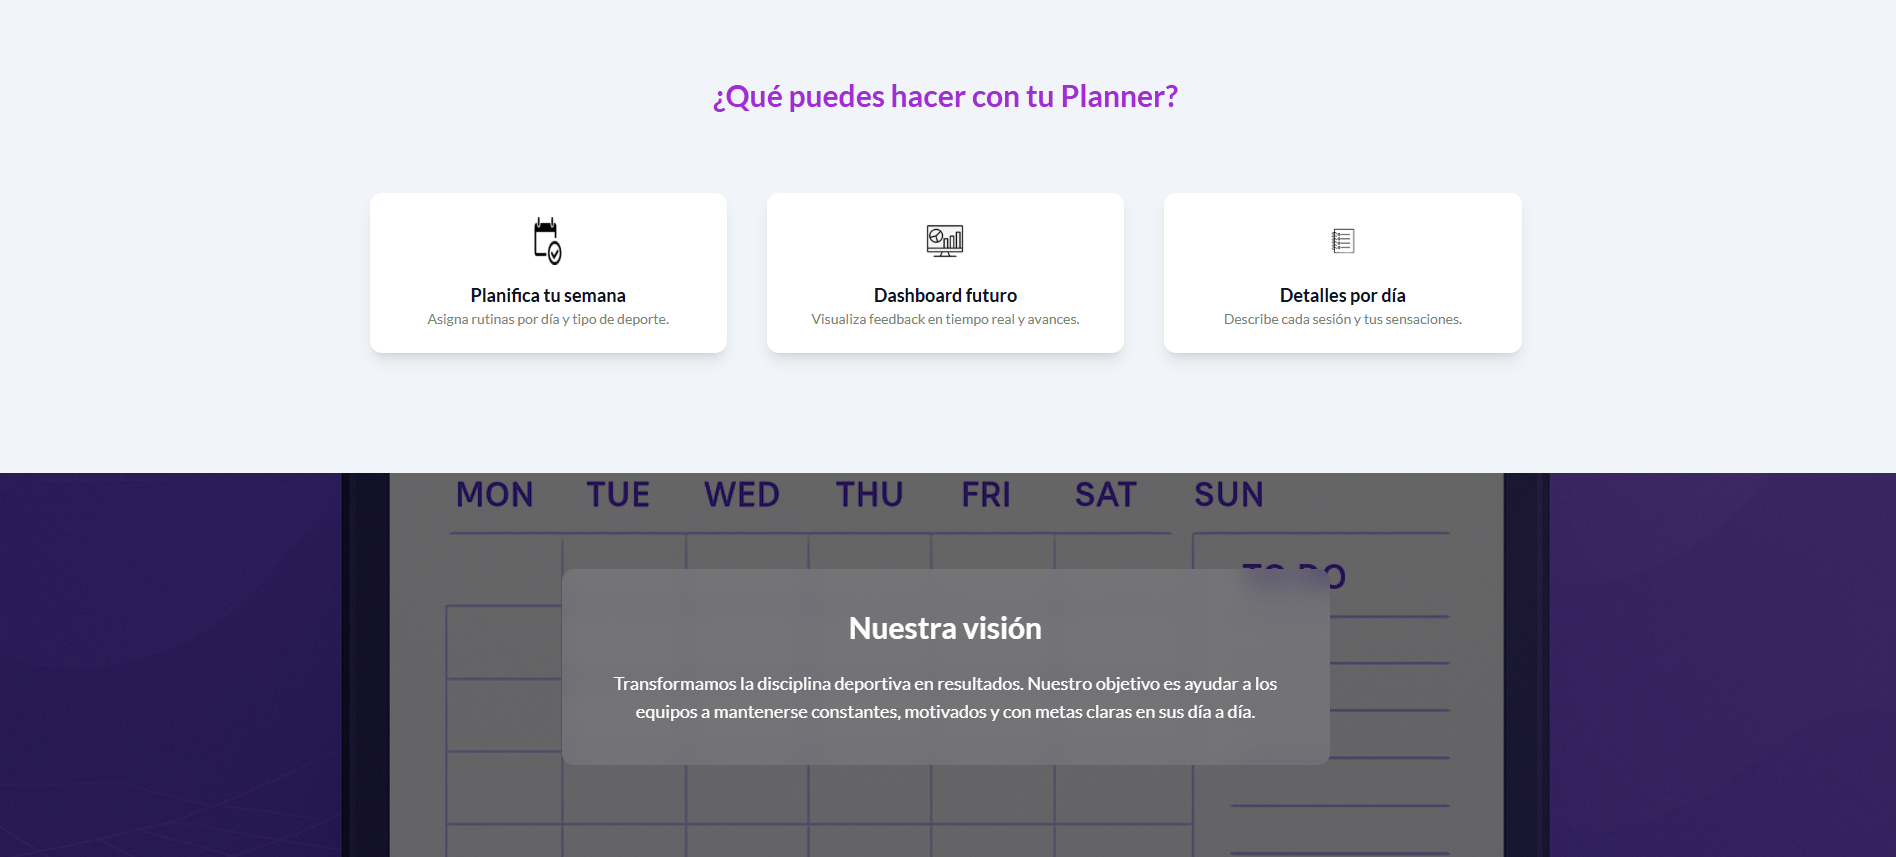 ¿Qué puedes hacer con tu Planner?
Planifica tu semana
Asigna rutinas por día y tipo de deporte.
Dashboard futuro
Visualiza feedback en tiempo real y avances.
Detalles por día
Describe cada sesión y tus sensaciones.
MON TUE WED THU FRI SAT SUN
TO DO
Nuestra visión
Transformamos la disciplina deportiva en resultados. Nuestro objetivo es ayudar a los
equipos a mantenerse constantes, motivados y con metas claras en sus día a día.